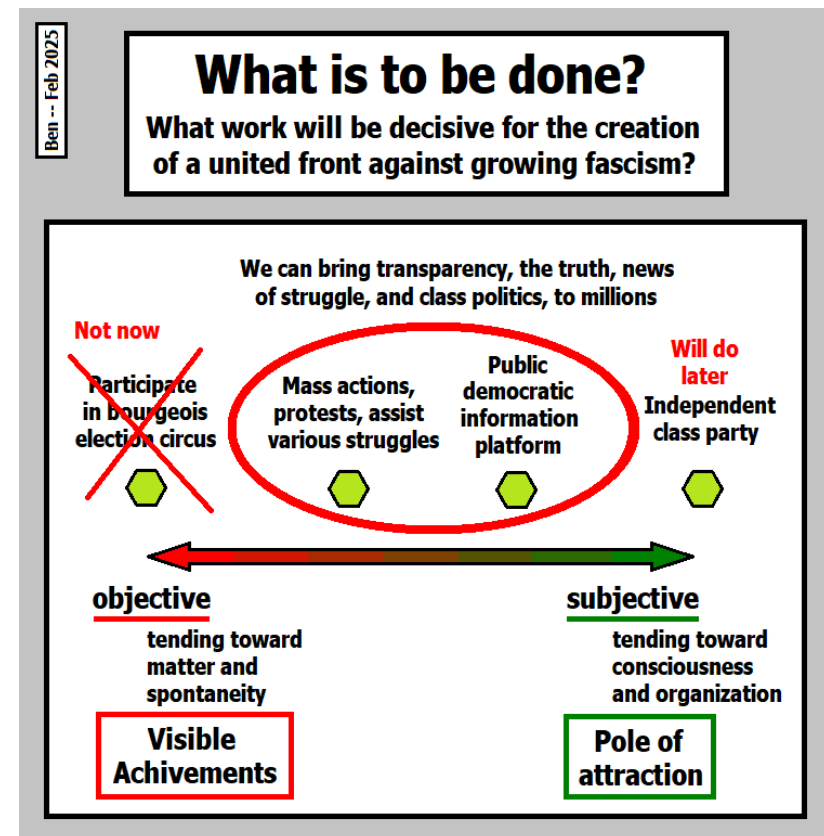 Ben -- Feb 2025
What is to be done?
What work will be decisive for the creation
of a united front against growing fascism?
We can bring transparency, the truth, news
of struggle, and class politics, to millions
Not now
Participate
in bourgeois
election circus
Mass actions,
protests, assist
various struggles
Public
democratic
information
platform
Will do
later
Independent
class party
objective
tending toward
matter and
spontaneity
Visible
Achivements
subjective
tending toward
consciousness
and organization
Pole of
attraction